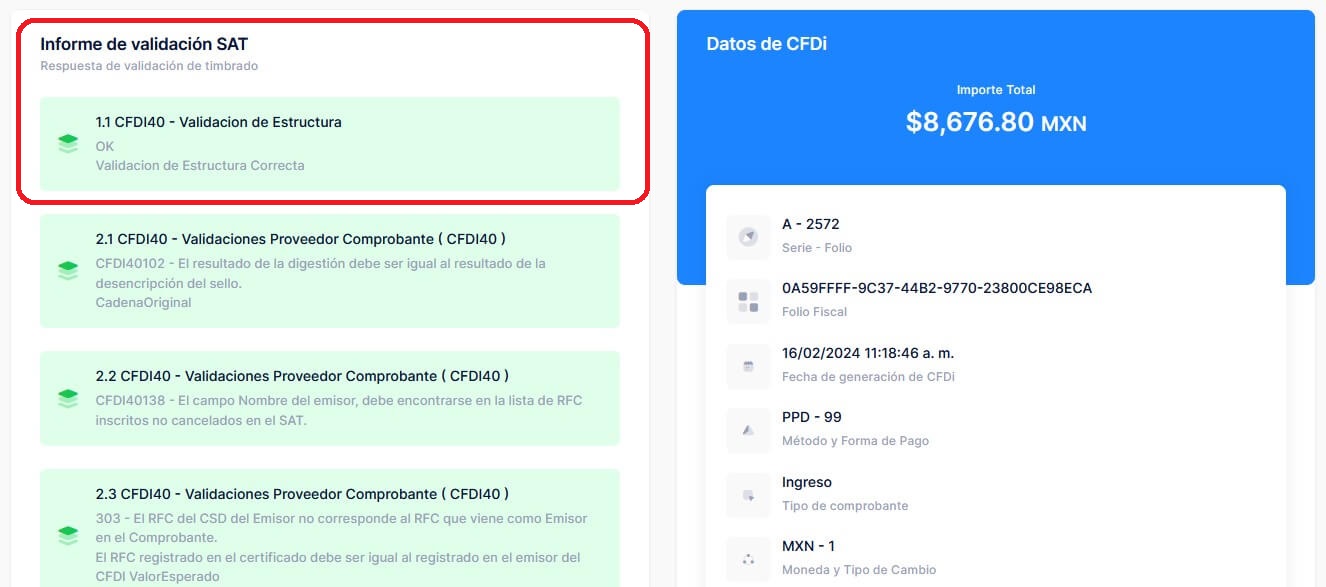 Informe de validación SAT
Respuesta de validación de timbrado
1.1 CFDI40 - Validacion de Estructura
OK
Validacion de Estructura Correcta
2.1 CFDI40 - Validaciones Proveedor Comprobante ( CFDI40 )
CFDI40102 - El resultado de la digestión debe ser igual al resultado de la
desencripción del sello.
CadenaOriginal
2.2 CFDI40 - Validaciones Proveedor Comprobante ( CFDI40 )
CFDI40138 - El campo Nombre del emisor, debe encontrarse en la lista de RFC
inscritos no cancelados en el SAT.
2.3 CFDI40 - Validaciones Proveedor Comprobante ( CFDI40 )
303 - El RFC del CSD del Emisor no corresponde al RFC que viene como Emisor
en el Comprobante.
El RFC registrado en el certificado debe ser igual al registrado en el emisor del
CFDI ValorEsperado
Datos de CFDi
Importe Total
$8,676.80 MXN
A - 2572
Serie - Folio
0A59FFFF-9C37-44B2-9770-23800CE98ECA
Folio Fiscal
16/02/2024 11:18:46 a. m.
Fecha de generación de CFDi
PPD - 99
Método y Forma de Pago
Ingreso
Tipo de comprobante
MXN - 1
Moneda y Tipo de Cambio